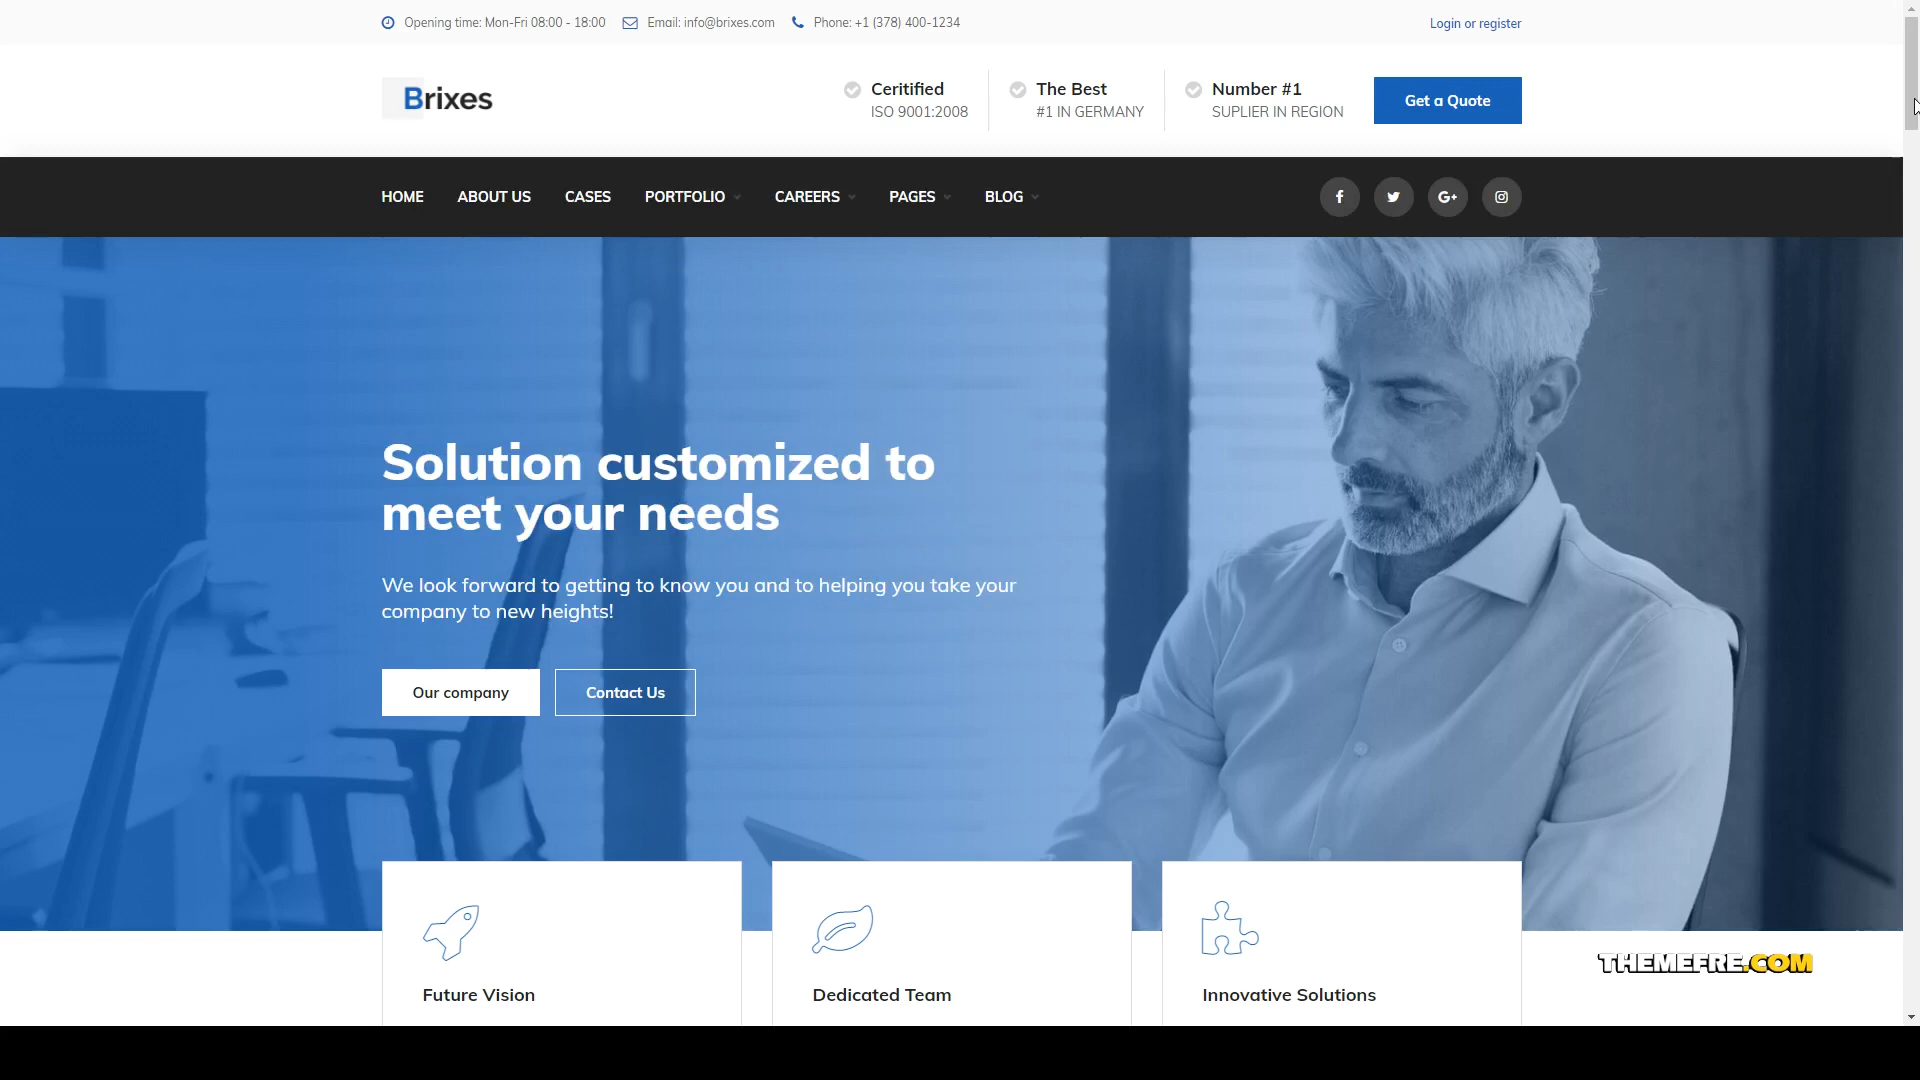 Opening time: Mon-Fri 08:00 - 18:00 Email: info@brixes.com Phone: +1 (378) 400-1234 Login or register
Brixes
Ceritified
ISO 9001:2008
The Best
#1 IN GERMANY
Number #1
SUPLIER IN REGION
Get a Quote
HOME ABOUT US CASES PORTFOLIO CAREERS PAGES BLOG
Solution customized to
meet your needs
We look forward to getting to know you and to helping you take your
company to new heights!
Our company Contact Us
Future Vision Dedicated Team Innovative Solutions
THEMEFRE.COM